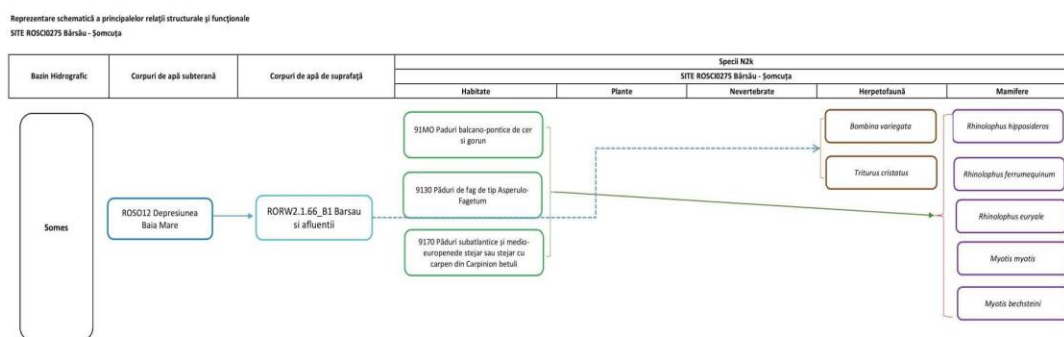 Reprezentare schematică a principalelor relații structurale și funcționale
SITE ROSCI0275 Bârsău - Șomcuța
Bazin Hidrografic
Corpuri de apă subterană
Corpuri de apă de suprafață
Specii N2k
SITE ROSCI0275 Bârsău - Șomcuța
Habitate
Plante
Nevertebrate
Herpetofaună
Mamifere
Somes
ROSO12 Depresiunea
Baia Mare
RORW2.1.66_B1 Barsau
si afluentii
91MO Paduri balcano-pontice de cer
si gorun
9130 Păduri de fag de tip Asperulo-
Fagetum
9170 Păduri subatlantice și medio-
europenede stejar sau stejar cu
carpen din Carpinion betuli
Bombina variegata
Triturus cristatus
Rhinolophus hipposideros
Rhinolophus ferrumequinum
Rhinolophus euryale
Myotis myotis
Myotis bechsteini